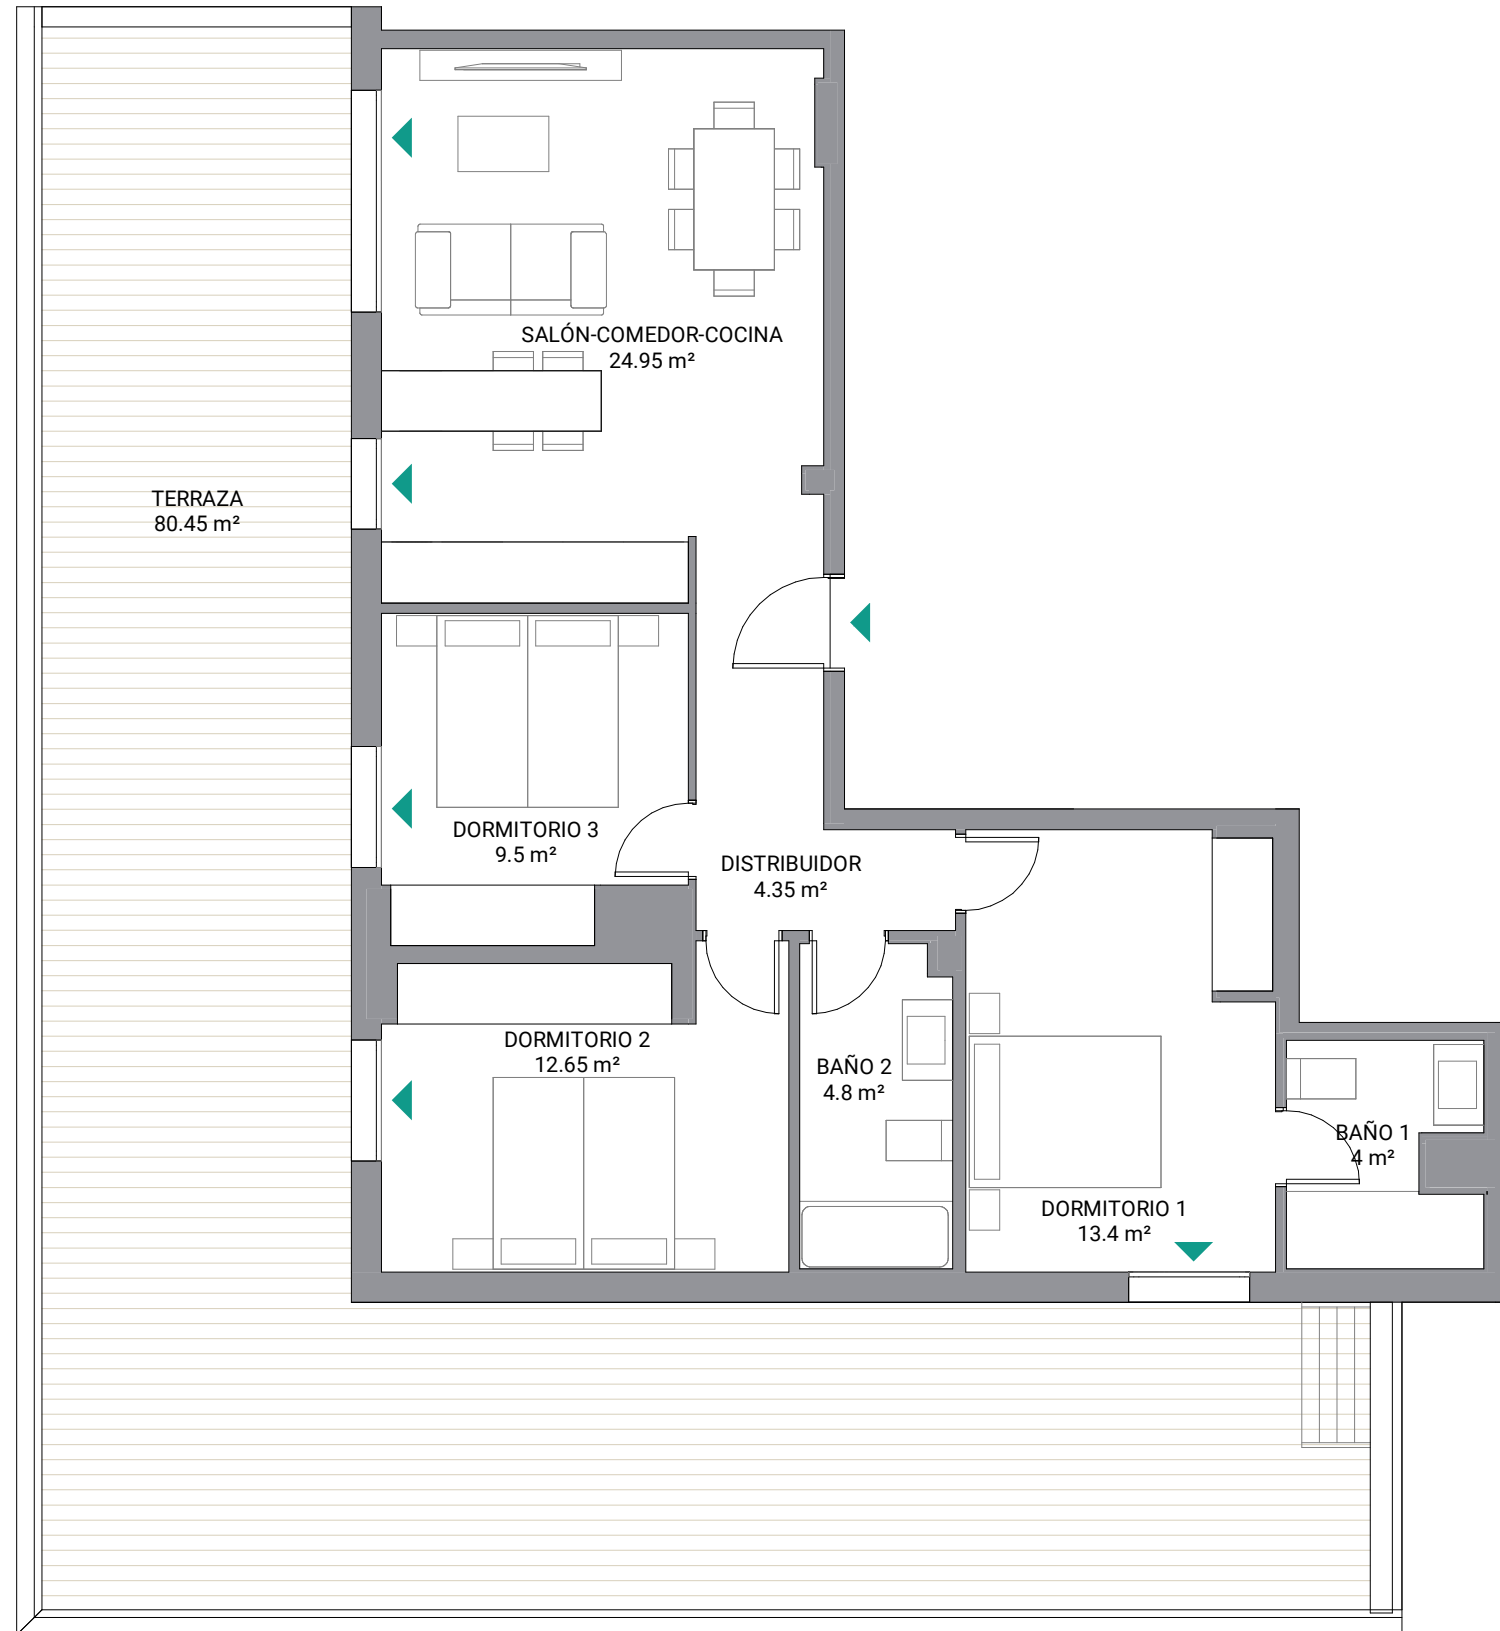 SALÓN-COMEDOR-COCINA
24.95 m²
TERRAZA
80.45 m²
DORMITORIO 3
9.5 m²
DISTRIBUIDOR
4.35 m²
DORMITORIO 2
12.65 m²
BAÑO 2
4.8 m²
BAÑO 1
4 m²
DORMITORIO 1
13.4 m²